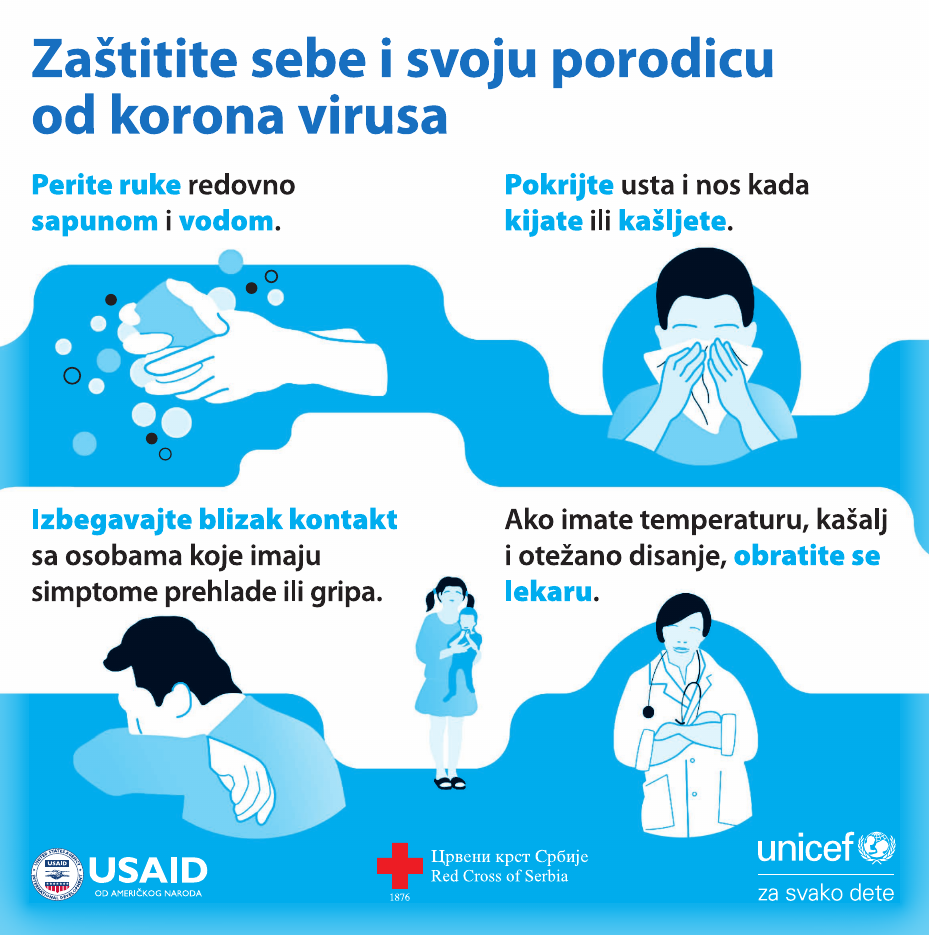 Zaštitite sebe i svoju porodicu
od korona virusa
Perite ruke redovno
sapunom i vodom.
Pokrijte usta i nos kada
kijate ili kašljete.
Izbegavajte blizak kontakt
sa osobama koje imaju
simptome prehlade ili gripa.
Ako imate temperaturu, kašalj
i otežano disanje, obratite se
lekaru.
USAID
USAID
OD AMERIČKOG NARODA
Црвени крст Србије
Red Cross of Serbia
1876
unicef
za svako dete